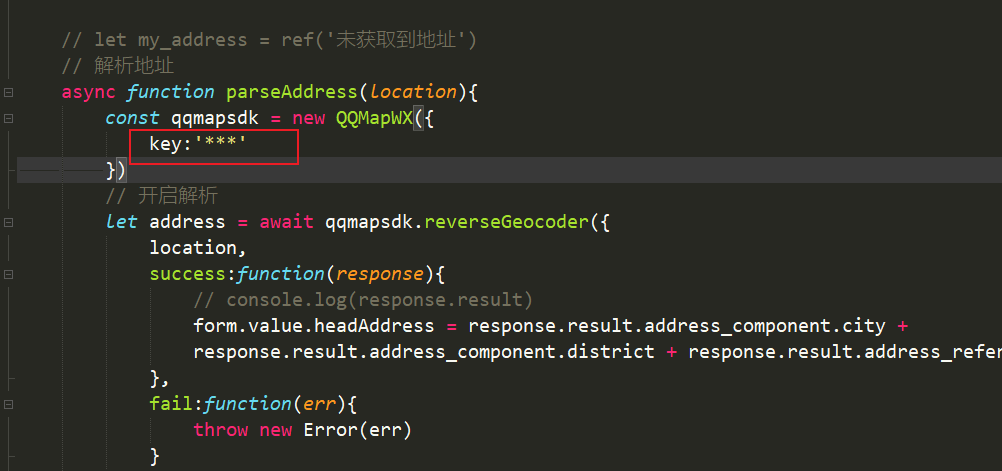 // let my_address = ref('未获取到地址')
// 解析地址
async function parseAddress(location){
const qqmapsdk = new QQMapWX({
key:'***'
})
// 开启解析
let address = await qqmapsdk.reverseGeocoder({
location,
success:function(response){
// console.log(response.result)
form.value.headAddress = response.result.address_component.city +
response.result.address_component.district + response.result.address_refer
},
fail:function(err){
throw new Error(err)
}